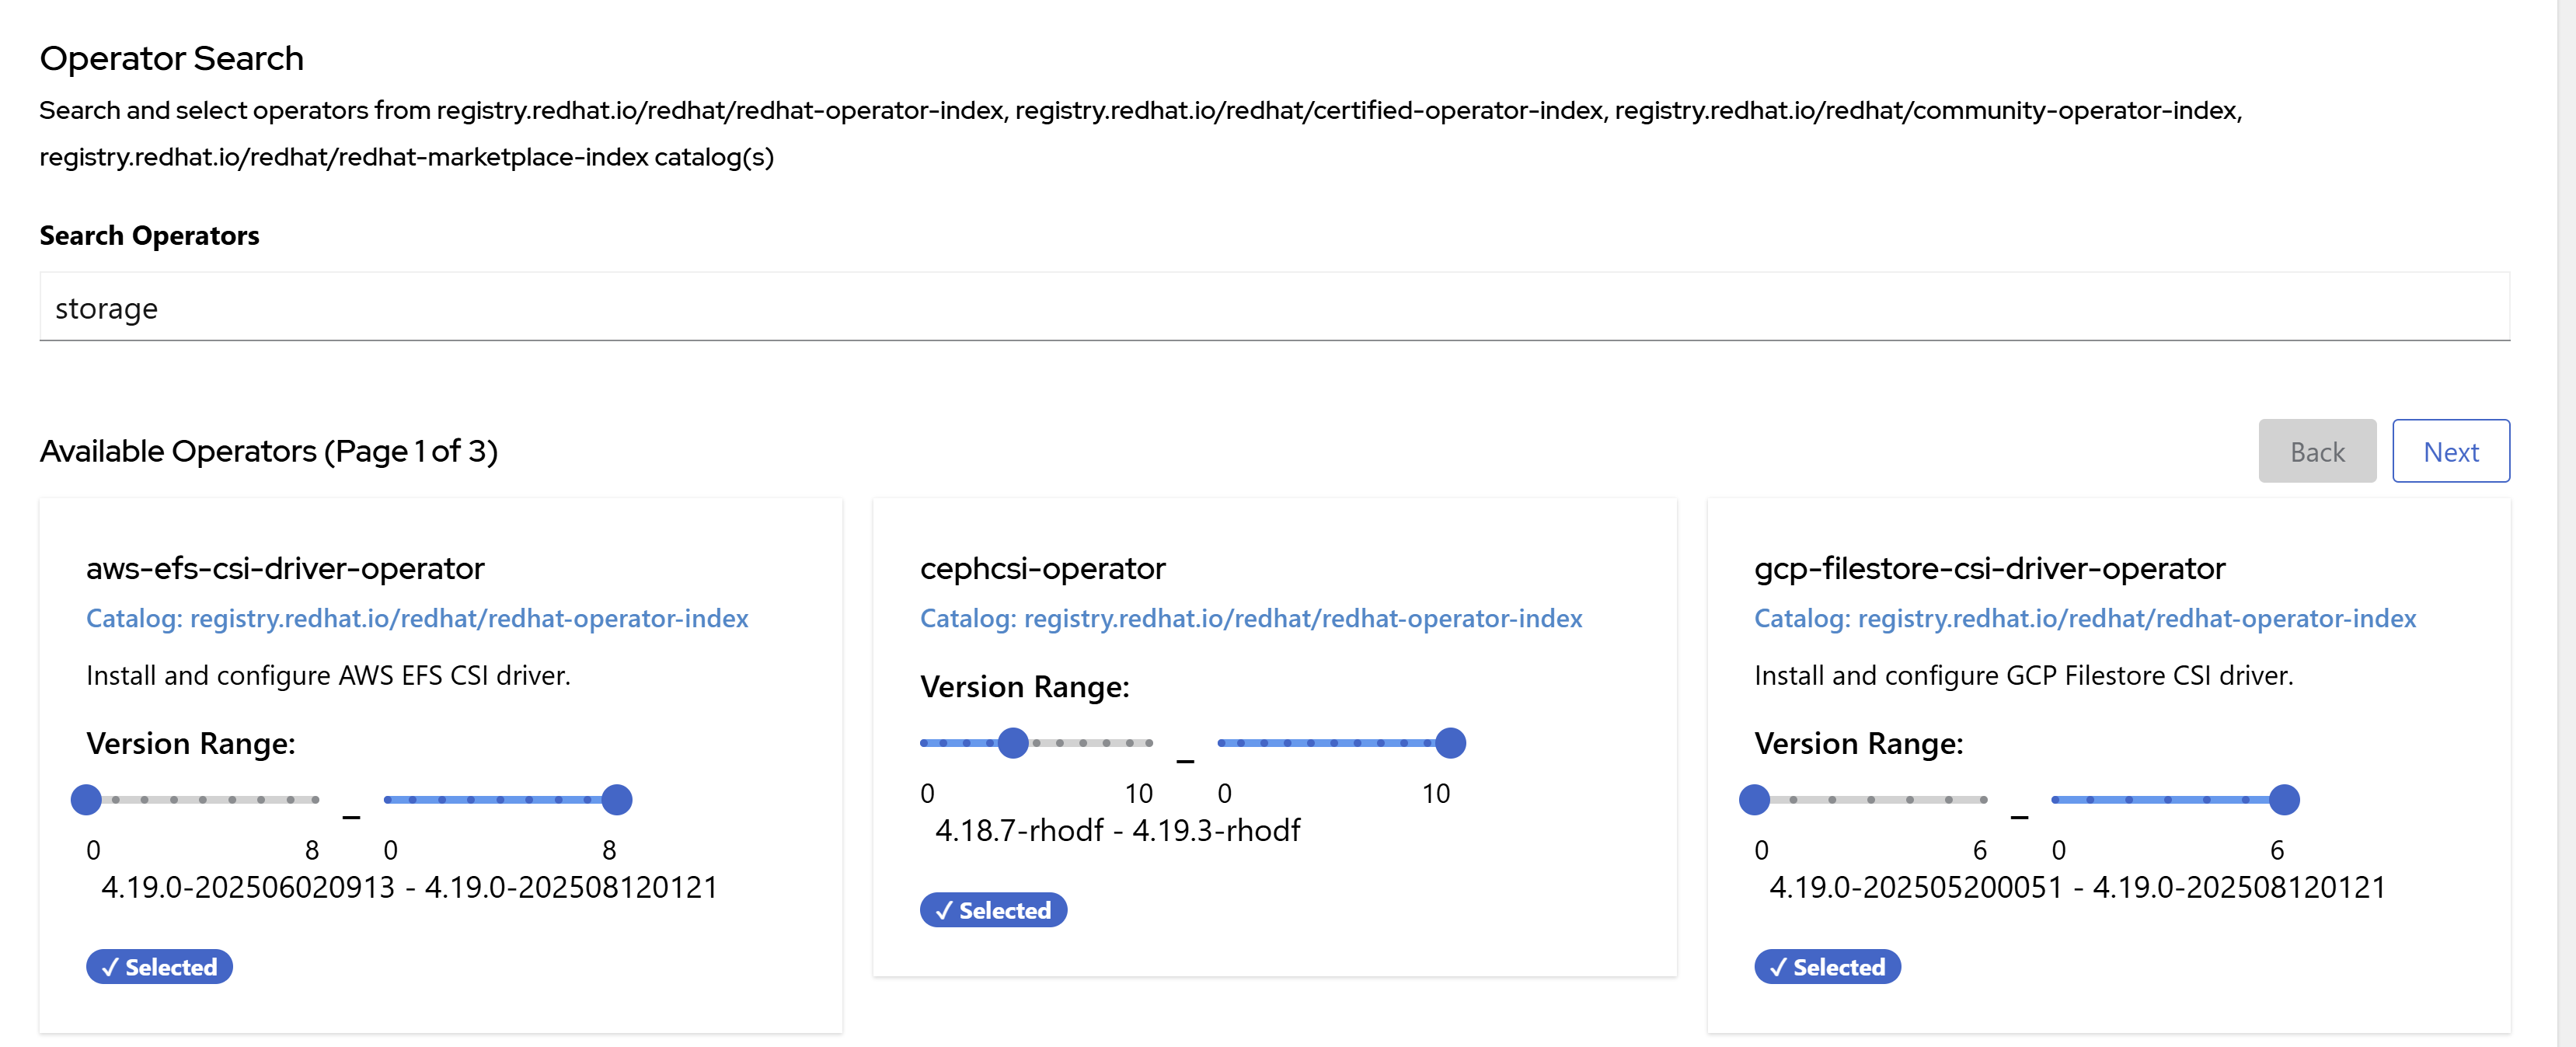 Operator Search
Search and select operators from registry.redhat.io/redhat/redhat-operator-index, registry.redhat.io/redhat/certified-operator-index, registry.redhat.io/redhat/community-operator-index,
registry.redhat.io/redhat/redhat-marketplace-index catalog(s)
Search Operators
storage
Available Operators (Page 1 of 3)
Back
Next
aws-efs-csi-driver-operator
Catalog: registry.redhat.io/redhat/redhat-operator-index
Install and configure AWS EFS CSI driver.
Version Range:
–
0 8 0 8
4.19.0-202506020913 - 4.19.0-202508120121
✓ Selected
cephcsi-operator
Catalog: registry.redhat.io/redhat/redhat-operator-index
Version Range:
–
0 10 0 10
4.18.7-rhodf - 4.19.3-rhodf
✓ Selected
gcp-filestore-csi-driver-operator
Catalog: registry.redhat.io/redhat/redhat-operator-index
Install and configure GCP Filestore CSI driver.
Version Range:
–
0 6 0 6
4.19.0-202505200051 - 4.19.0-202508120121
✓ Selected